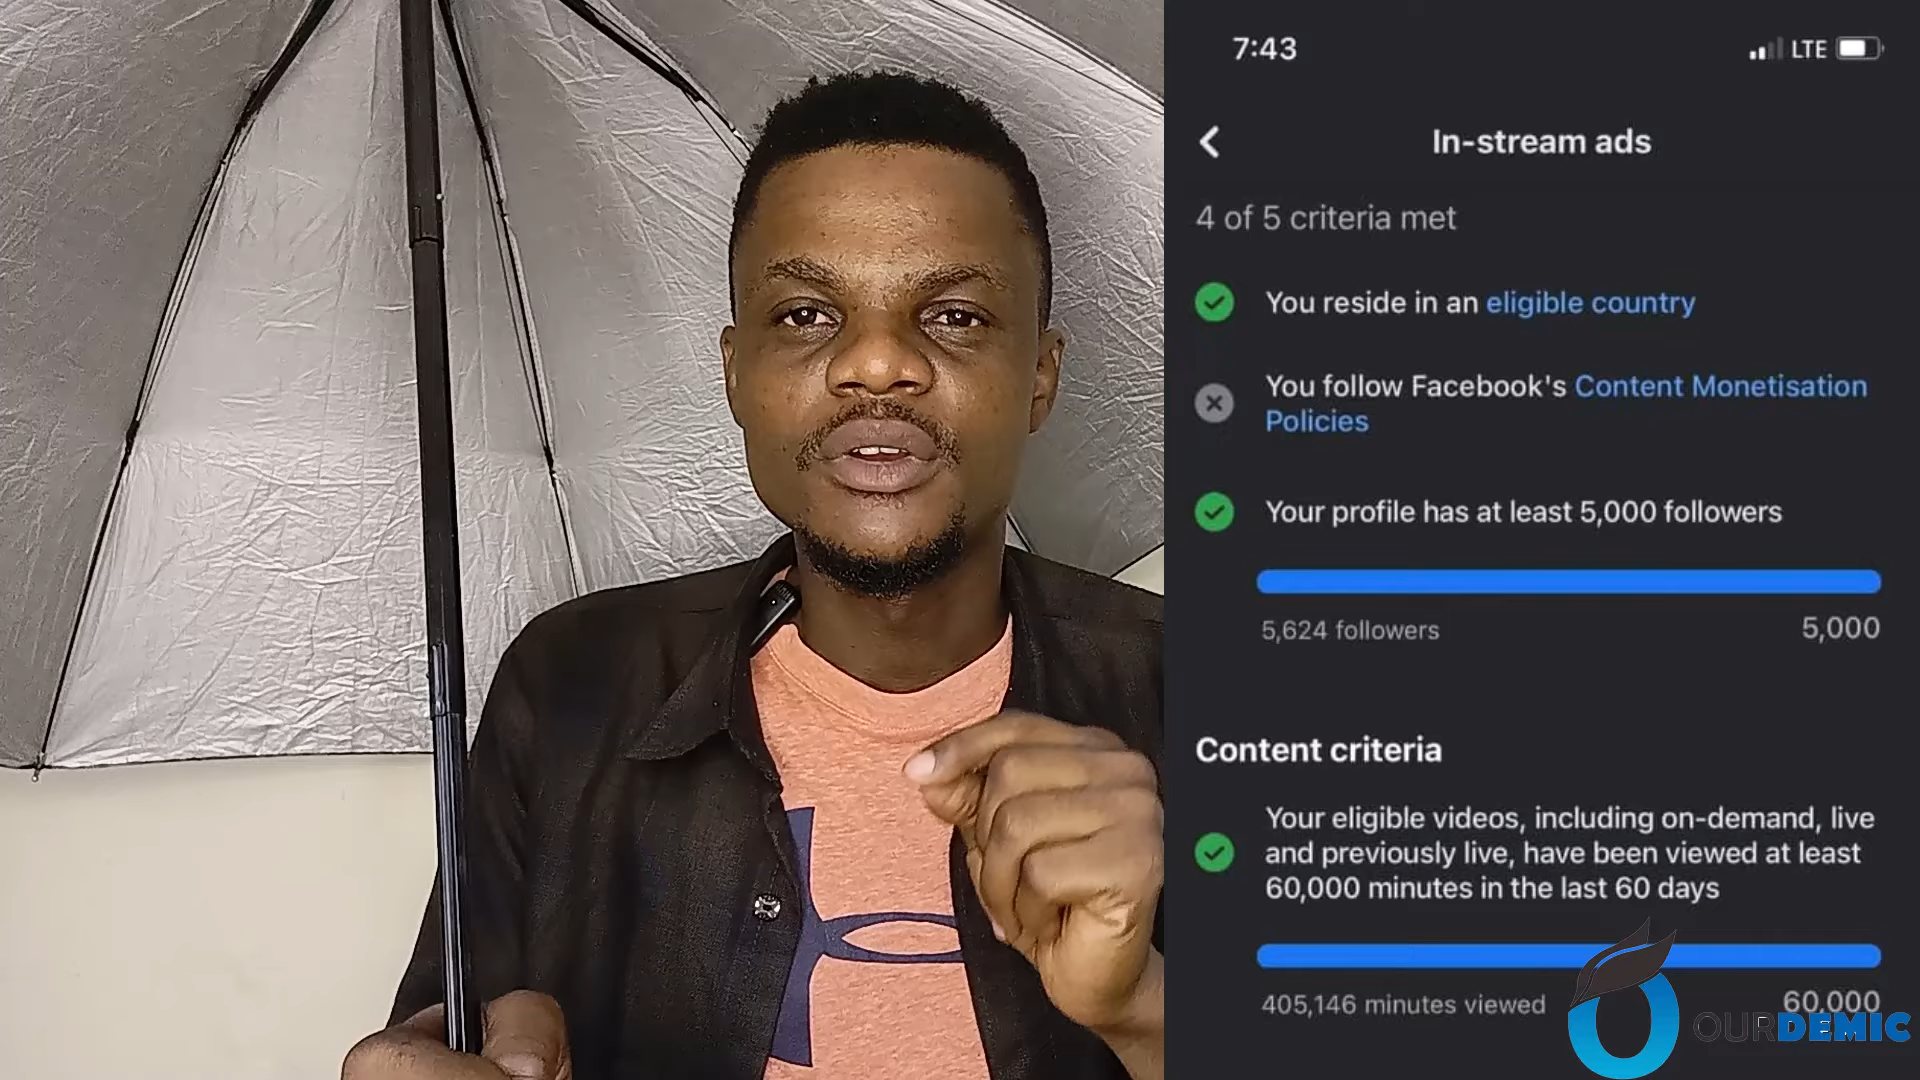 7:43
LTE
In-stream ads
4 of 5 criteria met
You reside in an eligible country
You follow Facebook's Content Monetisation
Policies
Your profile has at least 5,000 followers
5,624 followers
5,000
Content criteria
Your eligible videos, including on-demand, live
and previously live, have been viewed at least
60,000 minutes in the last 60 days
405,146 minutes viewed
60,000
OURDEMIC